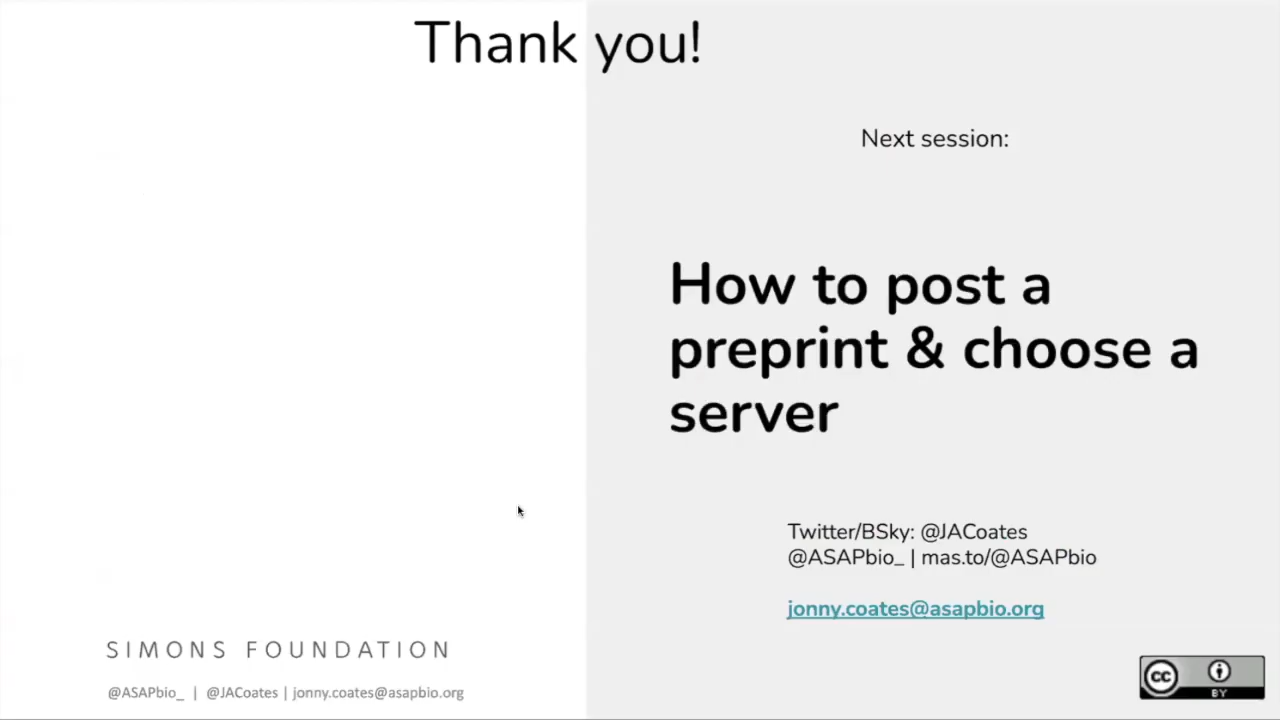 Thank you!
Next session:
How to post a
preprint & choose a
server
Twitter/BSky: @JACoates
@ASAPbio_ | mas.to/@ASAPbio
jonny.coates@asapbio.org
SIMONS FOUNDATION
@ASAPbio_ | @JACoates | jonny.coates@asapbio.org
cc
BY